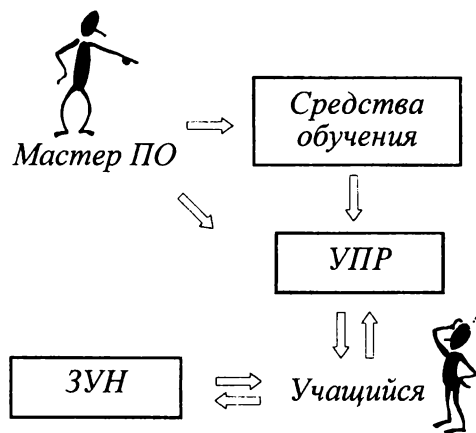 Средства
обучения
Мастер ПО
УПР
ЗУН
Учащийся